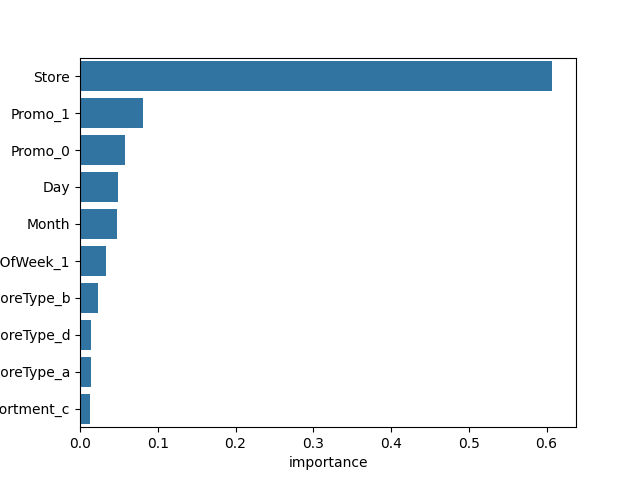 Store
Promo_1
Promo_0
Day
Month
OfWeek_1
oreType_b
oreType_d
oreType_a
ortment_c
0.0 0.1 0.2 0.3 0.4 0.5 0.6
importance